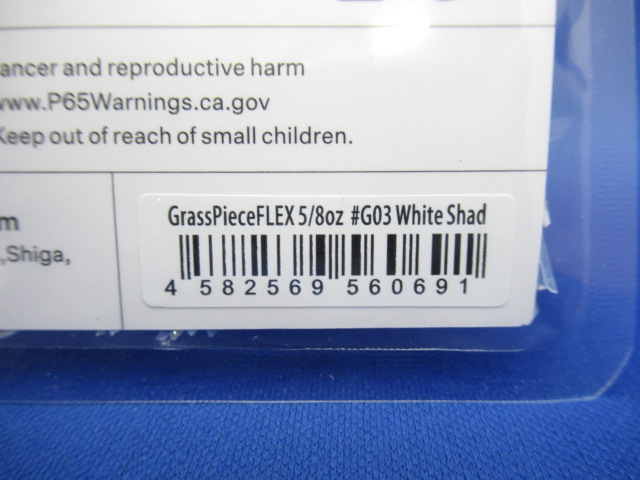 ancer and reproductive harm
www.P65Warnings.ca.gov
Keep out of reach of small children.
m
,Shiga,
GrassPieceFLEX 5/8oz #G03 White Shad
4 582569 560691